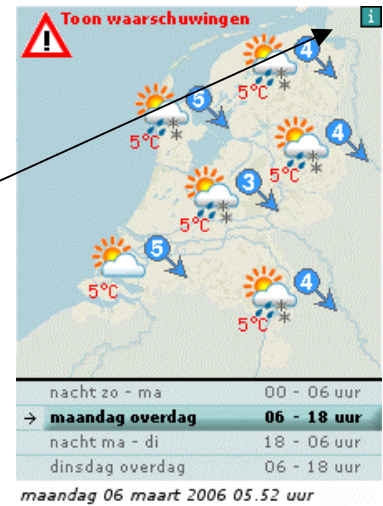 Toon waarschuwingen i
4
5°C
5
5°C
4
5°C
3
5°C
5
5°C
4
5°C
nacht zo - ma 00 - 06 uur
→ maandag overdag 06 - 18 uur
nacht ma - di 18 - 06 uur
dinsdag overdag 06 - 18 uur
maandag 06 maart 2006 05.52 uur